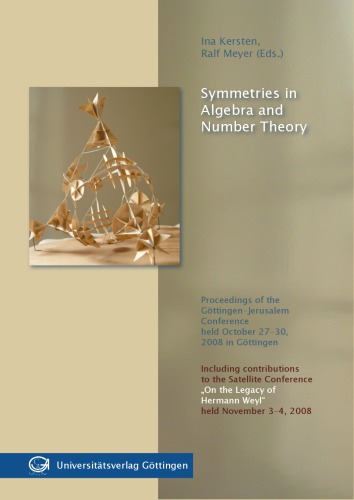 Ina Kersten,
Ralf Meyer (Eds.)
Symmetries in
Algebra and
Number Theory
Proceedings of the
Göttingen-Jerusalem
Conference
held October 27–30,
2008 in Göttingen
Including contributions
to the Satellite Conference
„On the Legacy of
Hermann Weyl“
held November 3–4, 2008
Universitätsverlag Göttingen